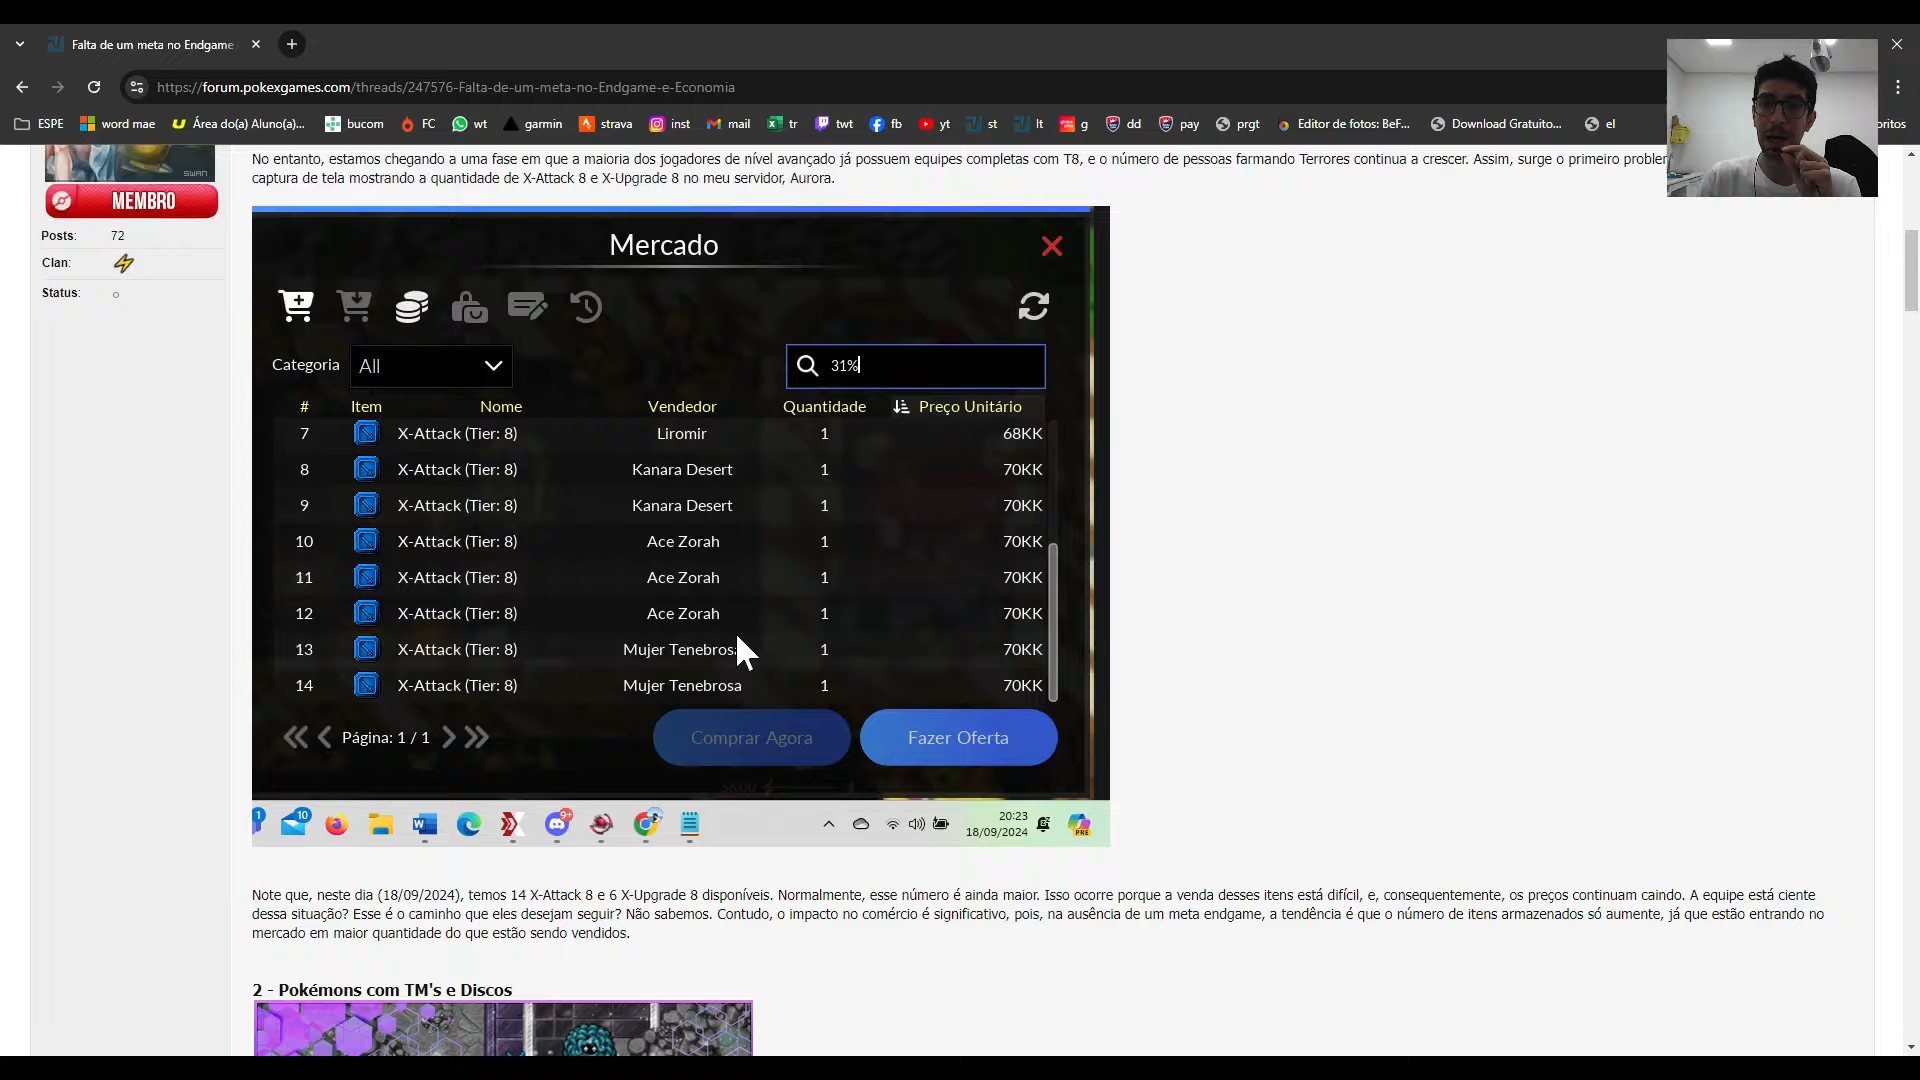 Falta de um meta no Endgame
https://forum.pokexgames.com/threads/247576-Falta-de-um-meta-no-Endgame-e-Economia
ESPE word mae Área do(a) Aluno(a)... bucom FC wt garmin strava inst mail tr twt fb yt st lt g dd pay prgt Editor de fotos: BeF... Download Gratuito... el oritos
No entanto, estamos chegando a uma fase em que a maioria dos jogadores de nível avançado já possuem equipes completas com T8, e o número de pessoas farmando Terrores continua a crescer. Assim, surge o primeiro probler
captura de tela mostrando a quantidade de X-Attack 8 e X-Upgrade 8 no meu servidor, Aurora.
SWAN
MEMBRO
Posts: 72
Clan:
Status:
Mercado
Categoria All 31%
# Item Nome Vendedor Quantidade Preço Unitário
7 X-Attack (Tier: 8) Liromir 1 68KK
8 X-Attack (Tier: 8) Kanara Desert 1 70KK
9 X-Attack (Tier: 8) Kanara Desert 1 70KK
10 X-Attack (Tier: 8) Ace Zorah 1 70KK
11 X-Attack (Tier: 8) Ace Zorah 1 70KK
12 X-Attack (Tier: 8) Ace Zorah 1 70KK
13 X-Attack (Tier: 8) Mujer Tenebrosa 1 70KK
14 X-Attack (Tier: 8) Mujer Tenebrosa 1 70KK
Página: 1 / 1 Comprar Agora Fazer Oferta
1 10 9+ 20:23
18/09/2024 PRE
Note que, neste dia (18/09/2024), temos 14 X-Attack 8 e 6 X-Upgrade 8 disponíveis. Normalmente, esse número é ainda maior. Isso ocorre porque a venda desses itens está difícil, e, consequentemente, os preços continuam caindo. A equipe está ciente
dessa situação? Esse é o caminho que eles desejam seguir? Não sabemos. Contudo, o impacto no comércio é significativo, pois, na ausência de um meta endgame, a tendência é que o número de itens armazenados só aumente, já que estão entrando no
mercado em maior quantidade do que estão sendo vendidos.
2 - Pokémons com TM's e Discos